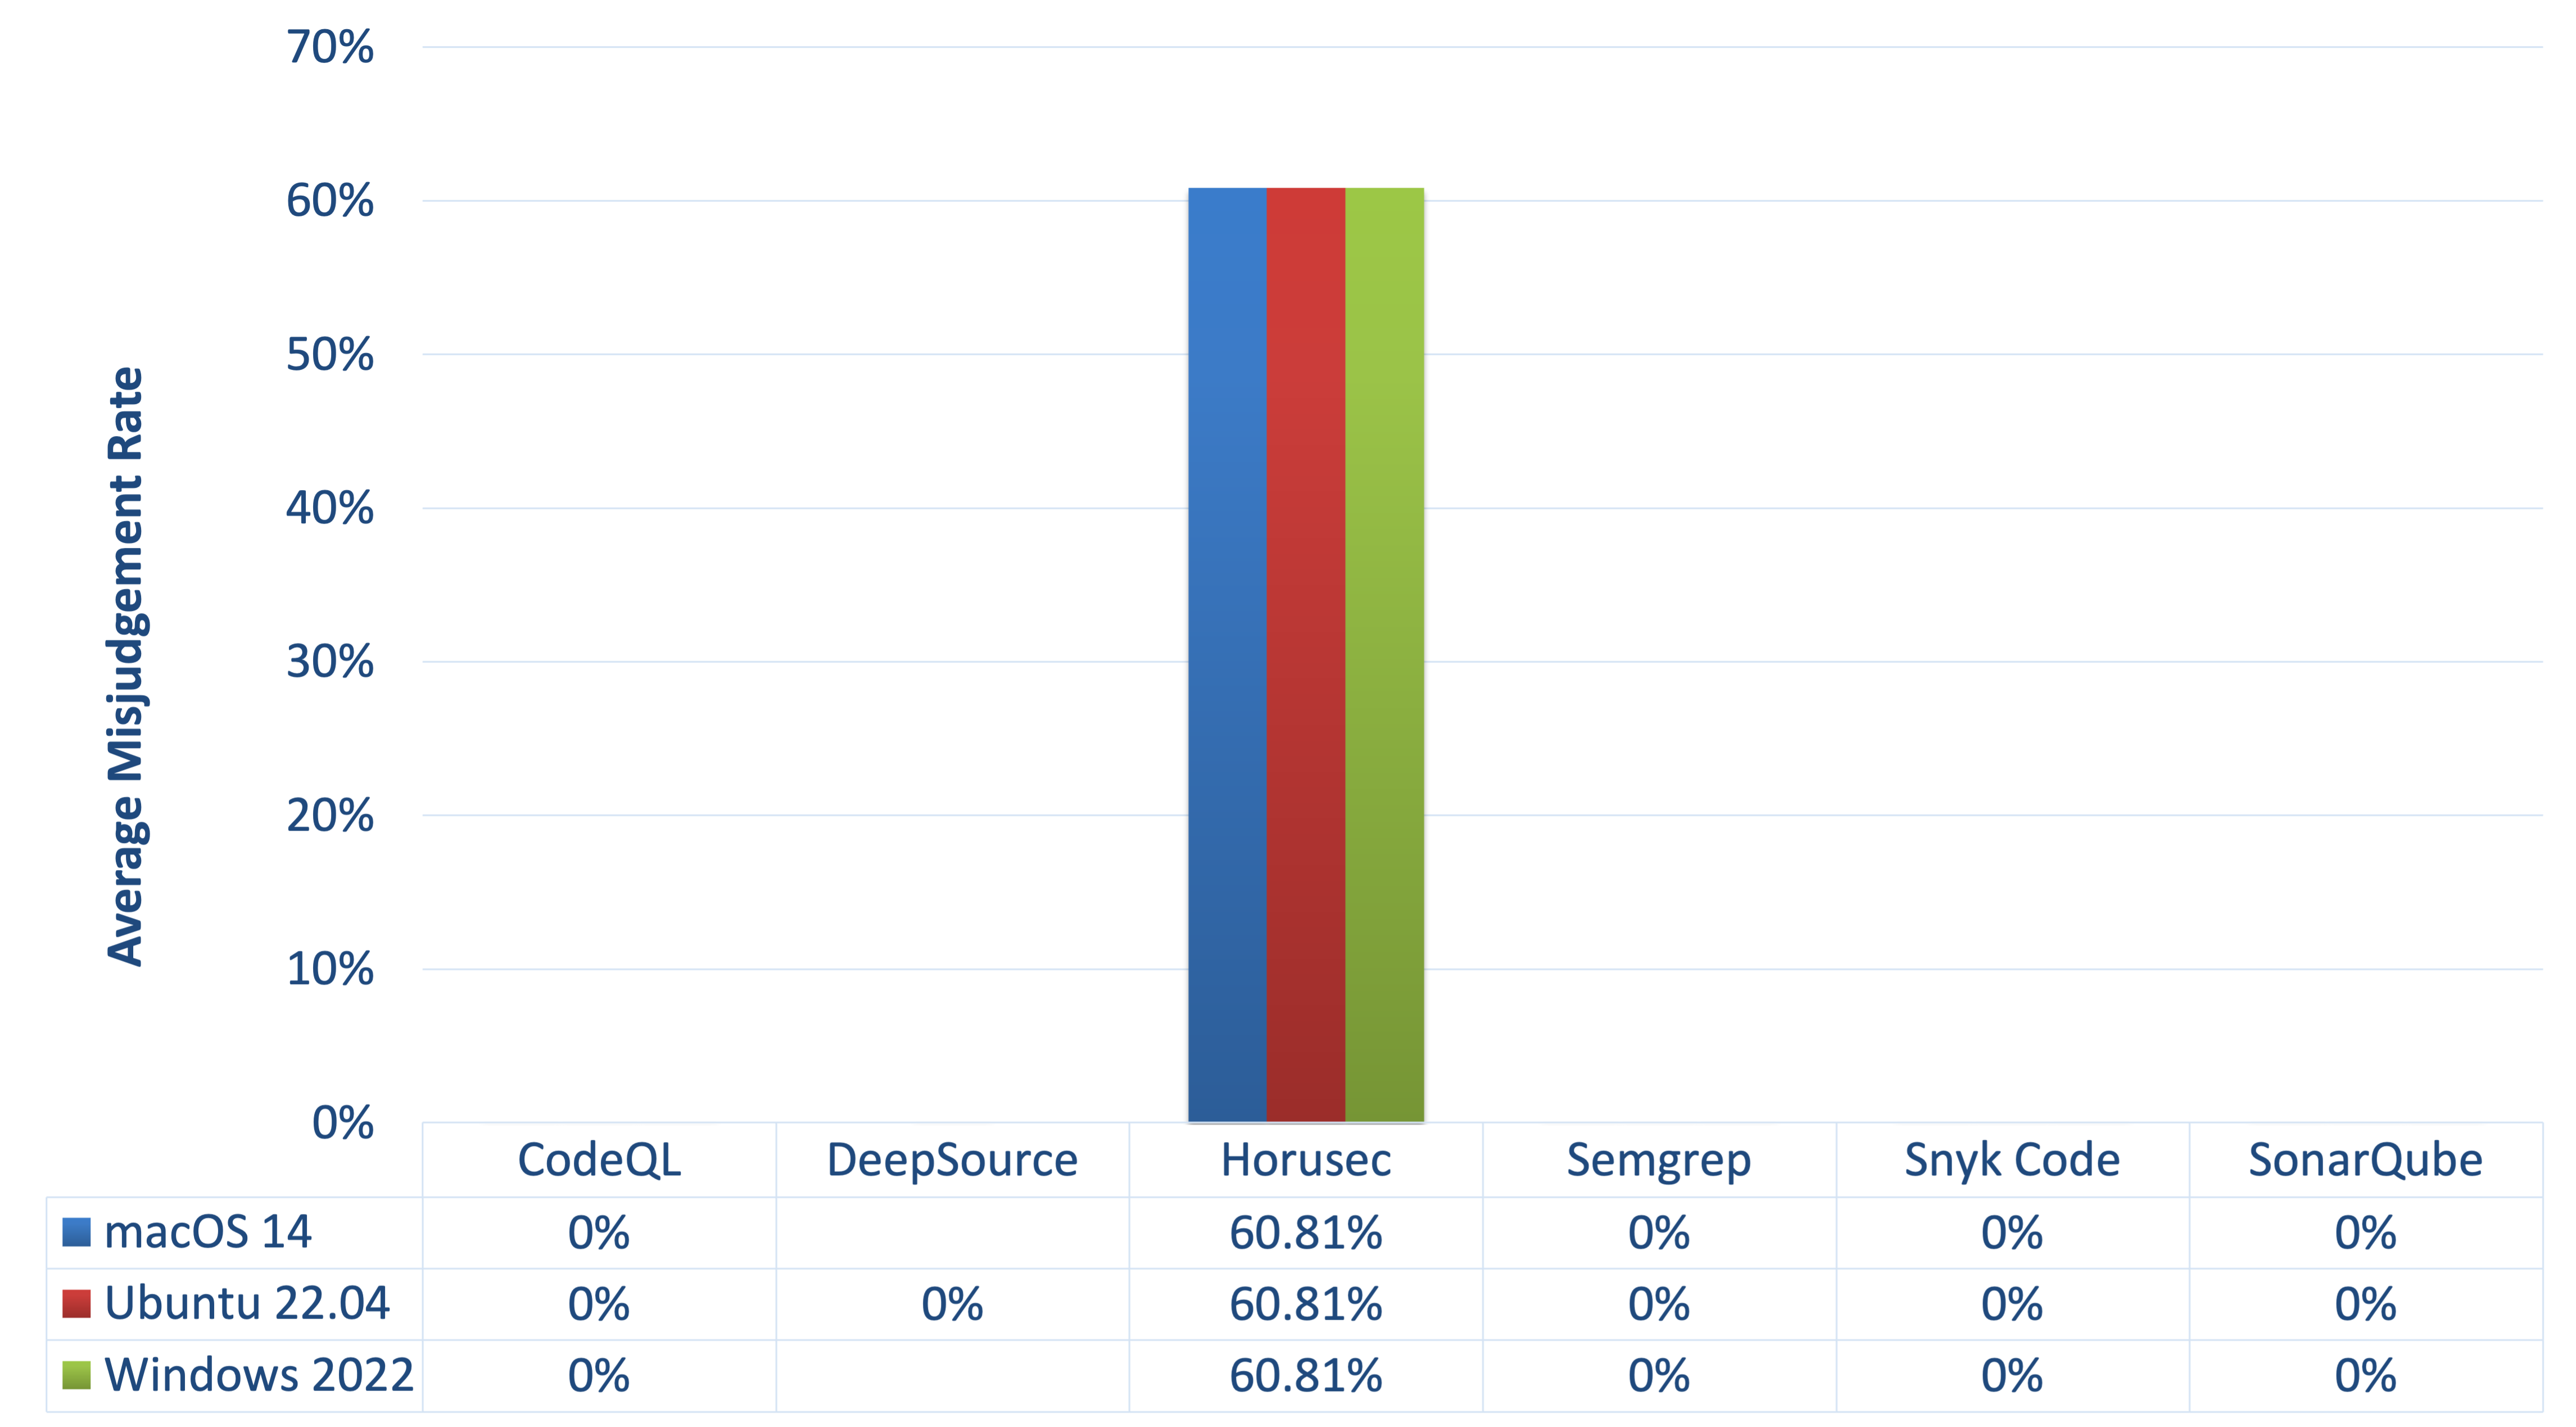 70%
60%
50%
40%
30%
20%
10%
0%
Average Misjudgement Rate
CodeQL DeepSource Horusec Semgrep Snyk Code SonarQube
macOS 14 0% 60.81% 0% 0% 0%
Ubuntu 22.04 0% 0% 60.81% 0% 0% 0%
Windows 2022 0% 60.81% 0% 0% 0%